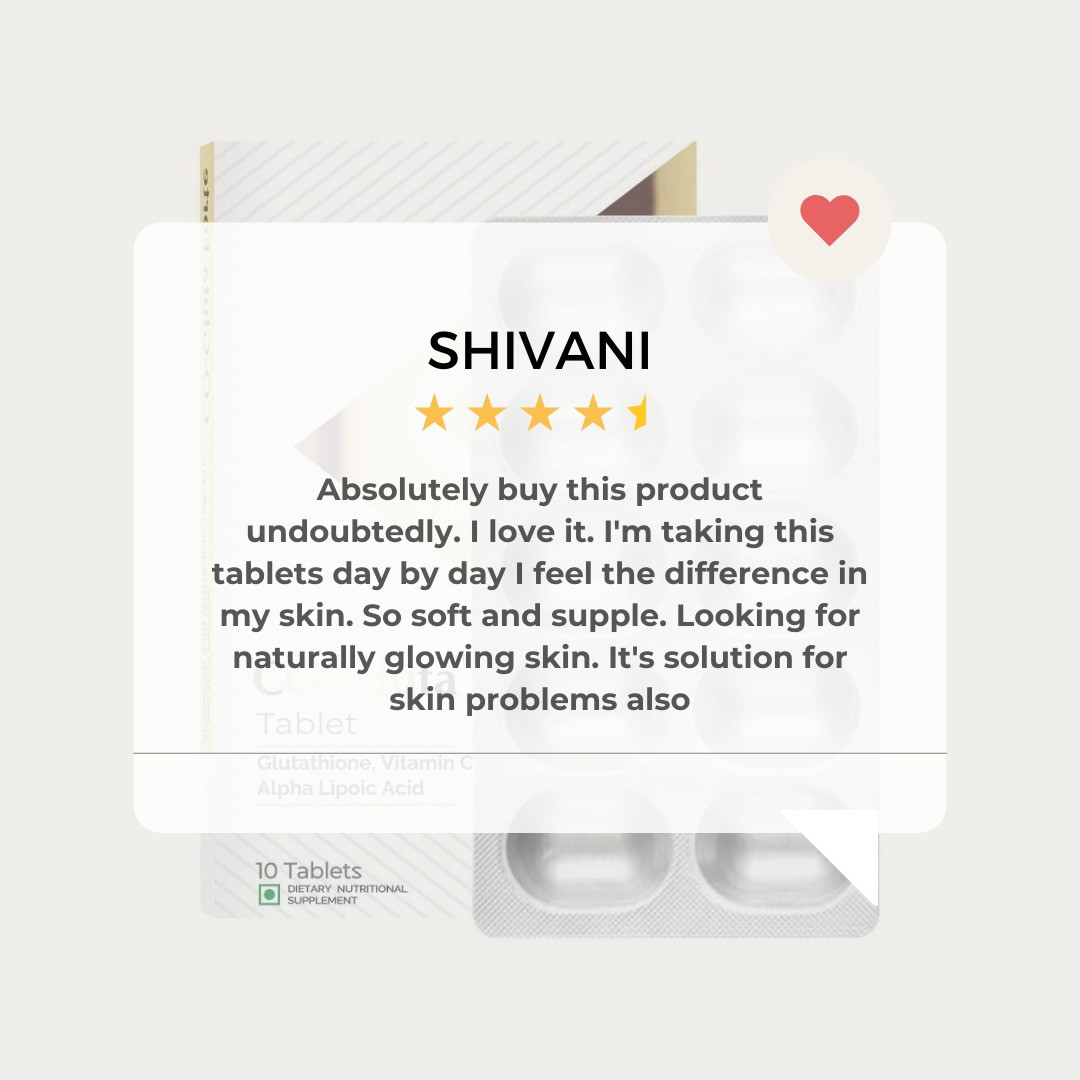 SHIVANI
Absolutely buy this product
undoubtedly. I love it. I'm taking this
tablets day by day I feel the difference in
my skin. So soft and supple. Looking for
naturally glowing skin. It's solution for
skin problems also
Tablet
Glutathione, Vitamin C
Alpha Lipoic Acid
10 Tablets
DIETARY NUTRITIONAL
SUPPLEMENT